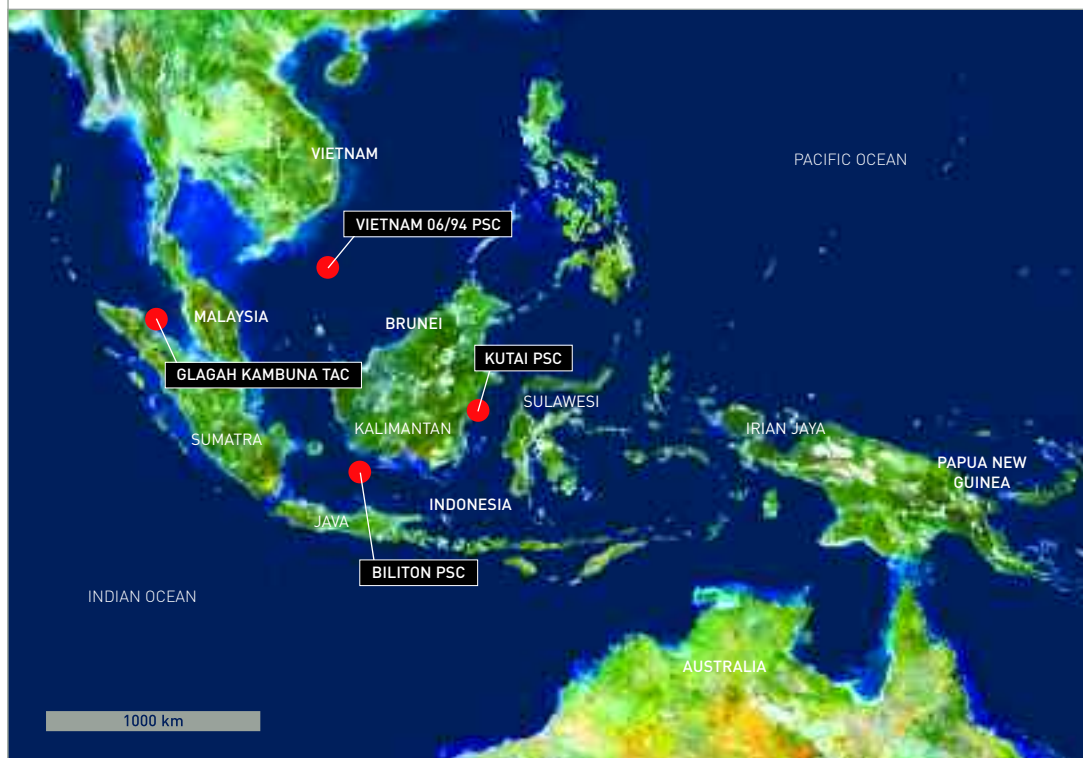 PACIFIC OCEAN
VIETNAM
VIETNAM 06/94 PSC
MALAYSIA
BRUNEI
KUTAI PSC
GLAGAH KAMBUNA TAC
SULAWESI
KALIMANTAN
IRIAN JAYA
SUMATRA
PAPUA NEW
GUINEA
INDONESIA
JAVA
BILITON PSC
INDIAN OCEAN
AUSTRALIA
1000 km